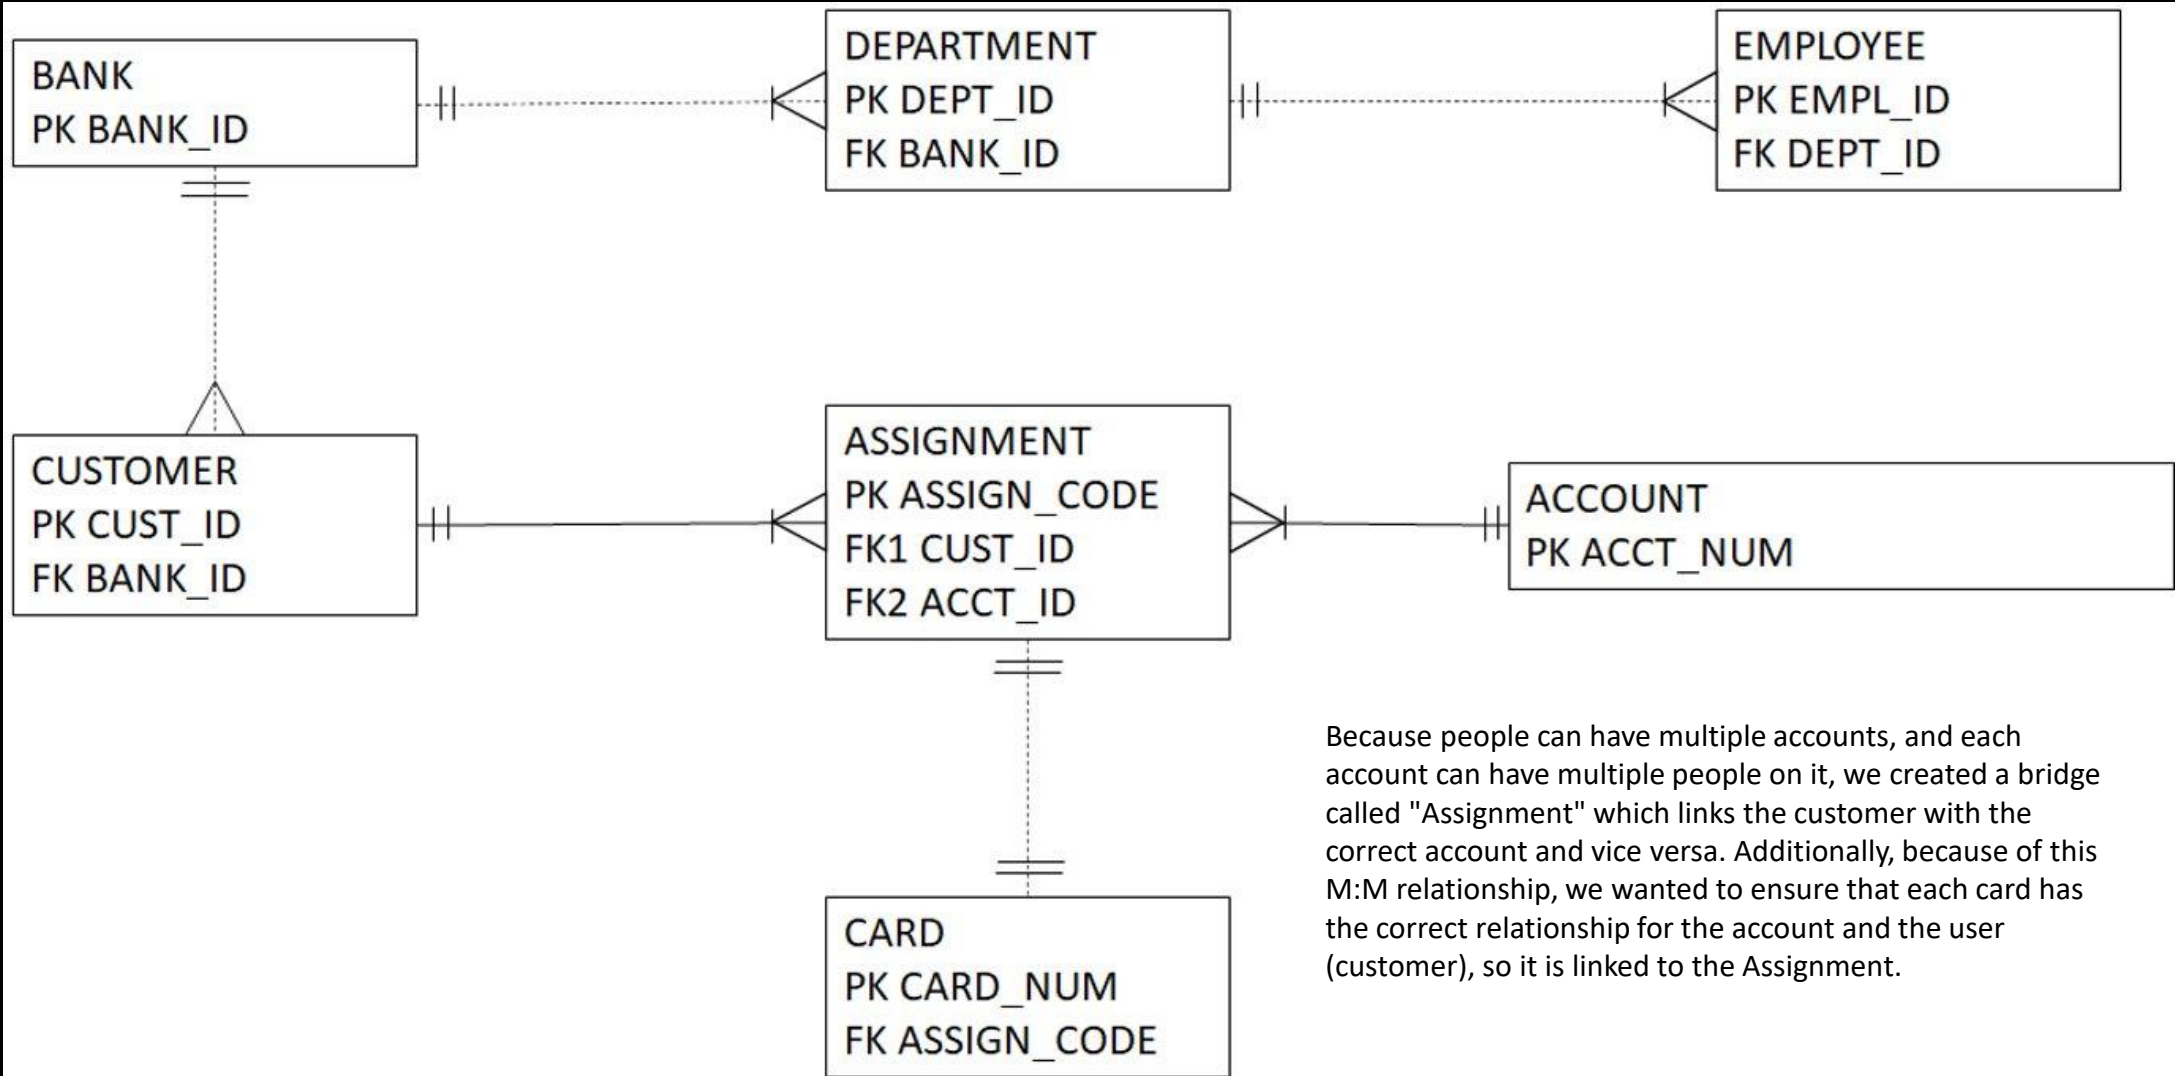 BANK
PK BANK_ID
DEPARTMENT
PK DEPT_ID
FK BANK_ID
EMPLOYEE
PK EMPL_ID
FK DEPT_ID
CUSTOMER
PK CUST_ID
FK BANK_ID
ASSIGNMENT
PK ASSIGN_CODE
FK1 CUST_ID
FK2 ACCT_ID
ACCOUNT
PK ACCT_NUM
CARD
PK CARD_NUM
FK ASSIGN_CODE
Because people can have multiple accounts, and each
account can have multiple people on it, we created a bridge
called "Assignment" which links the customer with the
correct account and vice versa. Additionally, because of this
M:M relationship, we wanted to ensure that each card has
the correct relationship for the account and the user
(customer), so it is linked to the Assignment.